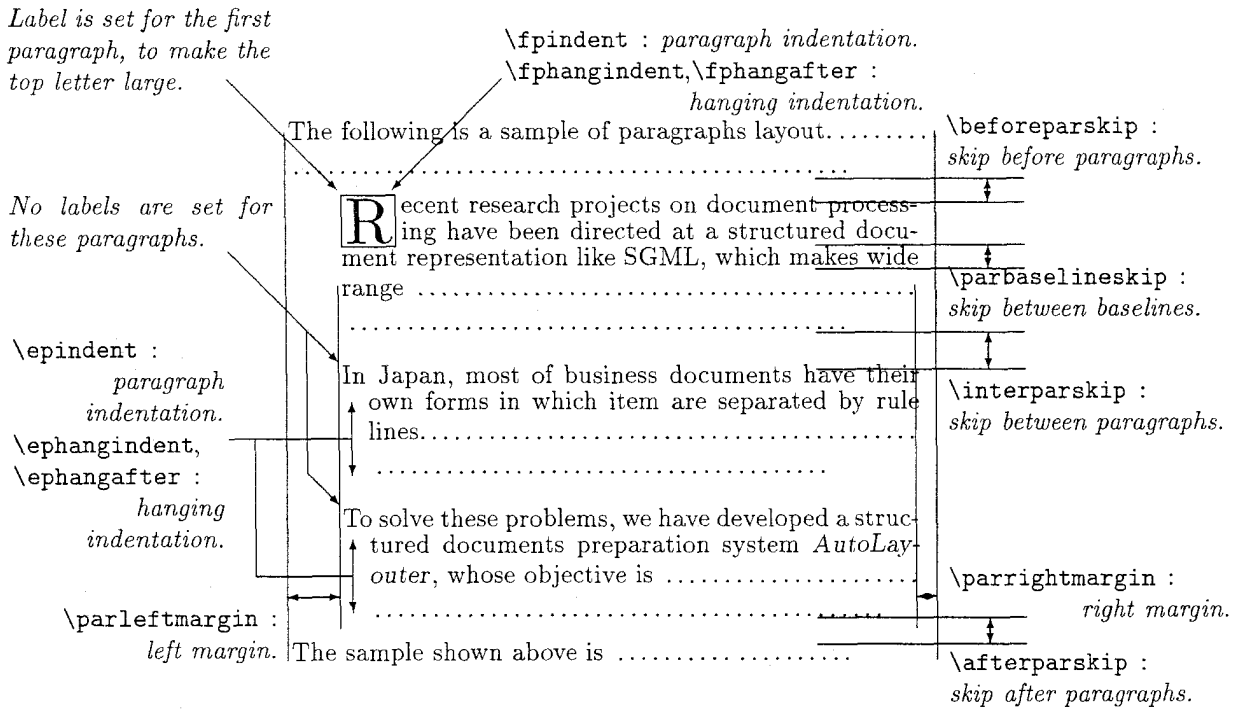 Label is set for the first
paragraph, to make the
top letter large.
\fpindent : paragraph indentation.
\fphangindent,\fphangafter :
hanging indentation.
The following is a sample of paragraphs layout.........
..................................................
\beforeparskip :
skip before paragraphs.
No labels are set for
these paragraphs.
Recent research projects on document process-
ing have been directed at a structured docu-
ment representation like SGML, which makes wide
range ..............................................
..............................................
\parbaselineskip :
skip between baselines.
\epindent :
paragraph
indentation.
\ephangindent,
\ephangafter :
hanging
indentation.
In Japan, most of business documents have their
own forms in which item are separated by rule
lines..............................................
..........................................
\interparskip :
skip between paragraphs.
To solve these problems, we have developed a struc-
tured documents preparation system AutoLay-
outer, whose objective is .......................
..............................................
\parrightmargin :
right margin.
\parleftmargin :
left margin.
The sample shown above is .....................
\afterparskip :
skip after paragraphs.